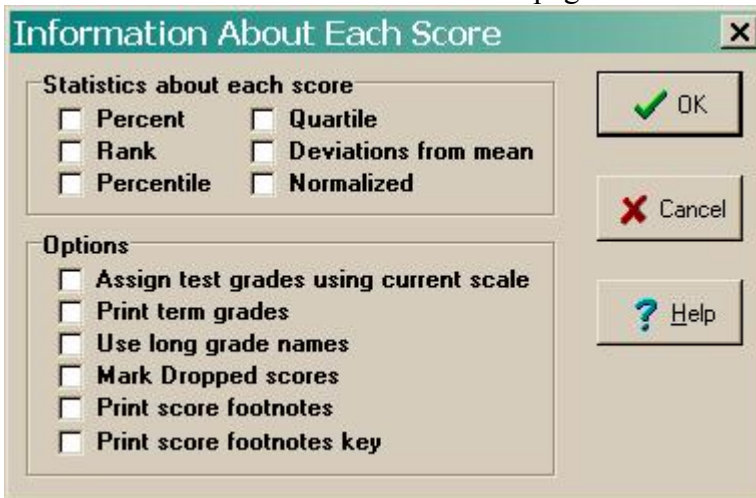 Information About Each Score
Statistics about each score
Percent
Quartile
Rank
Deviations from mean
Percentile
Normalized
Options
Assign test grades using current scale
Print term grades
Use long grade names
Mark Dropped scores
Print score footnotes
Print score footnotes key
OK
Cancel
Help